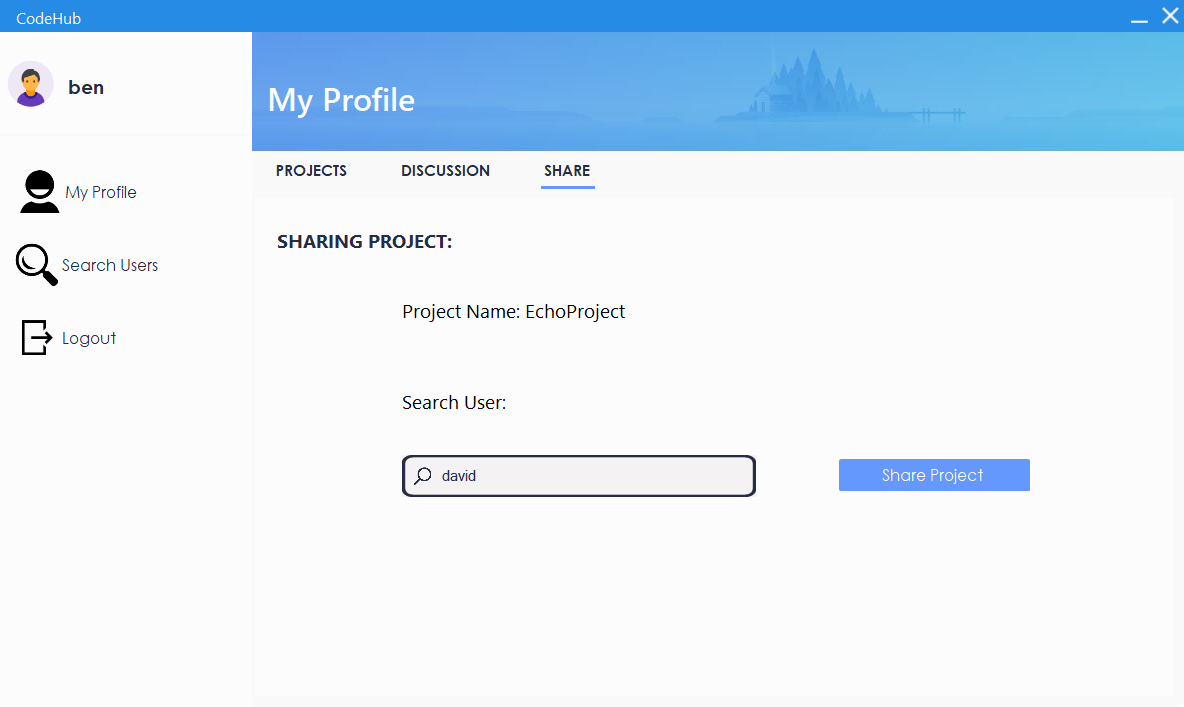 CodeHub
ben
My Profile
Search Users
Logout
My Profile
PROJECTS DISCUSSION SHARE
SHARING PROJECT:
Project Name: EchoProject
Search User:
david
Share Project